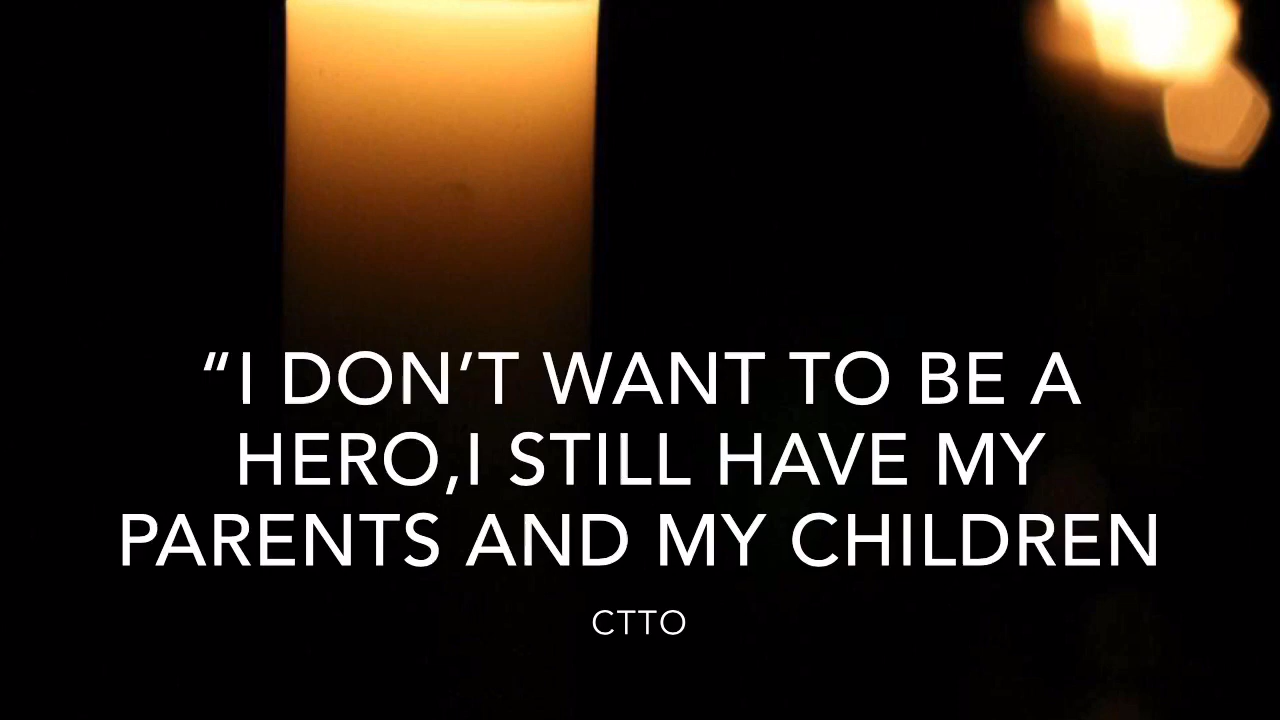 “I DON’T WANT TO BE A
HERO,I STILL HAVE MY
PARENTS AND MY CHILDREN
CTTO